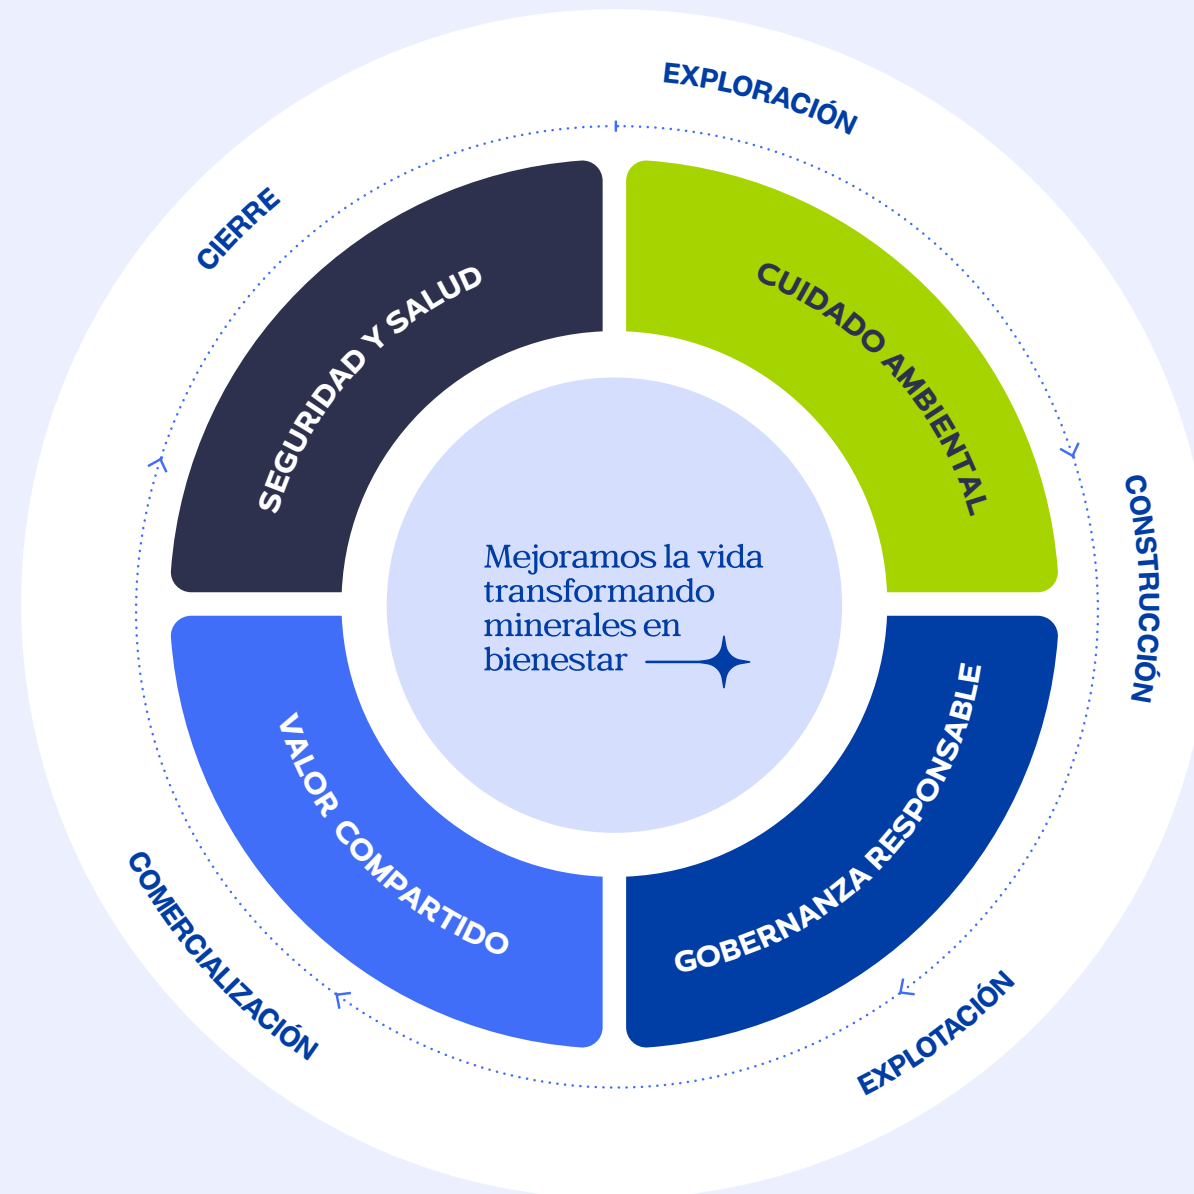 EXPLORACIÓN
CONSTRUCCIÓN
EXPLOTACIÓN
COMERCIALIZACIÓN
CIERRE
SEGURIDAD Y SALUD
CUIDADO AMBIENTAL
GOBERNANZA RESPONSABLE
VALOR COMPARTIDO
Mejoramos la vida
transformando
minerales en
bienestar